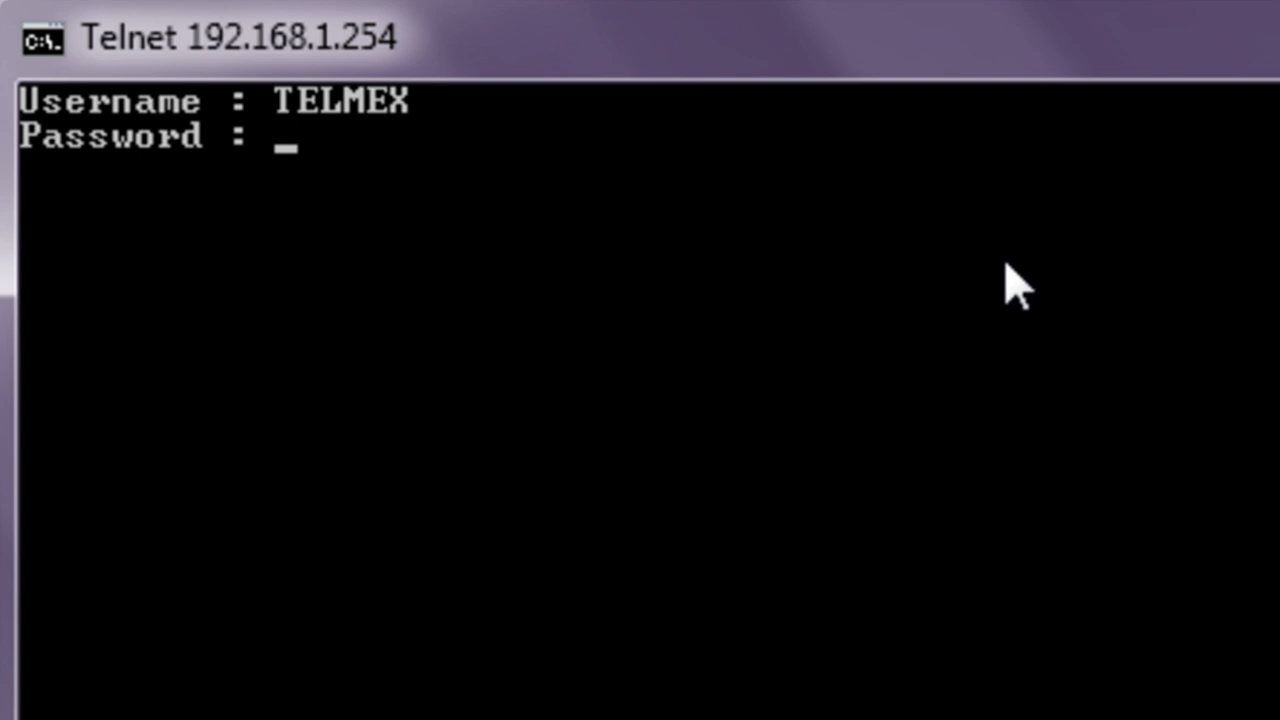 C:\.
Telnet 192.168.1.254
Username : TELMEX
Password : _